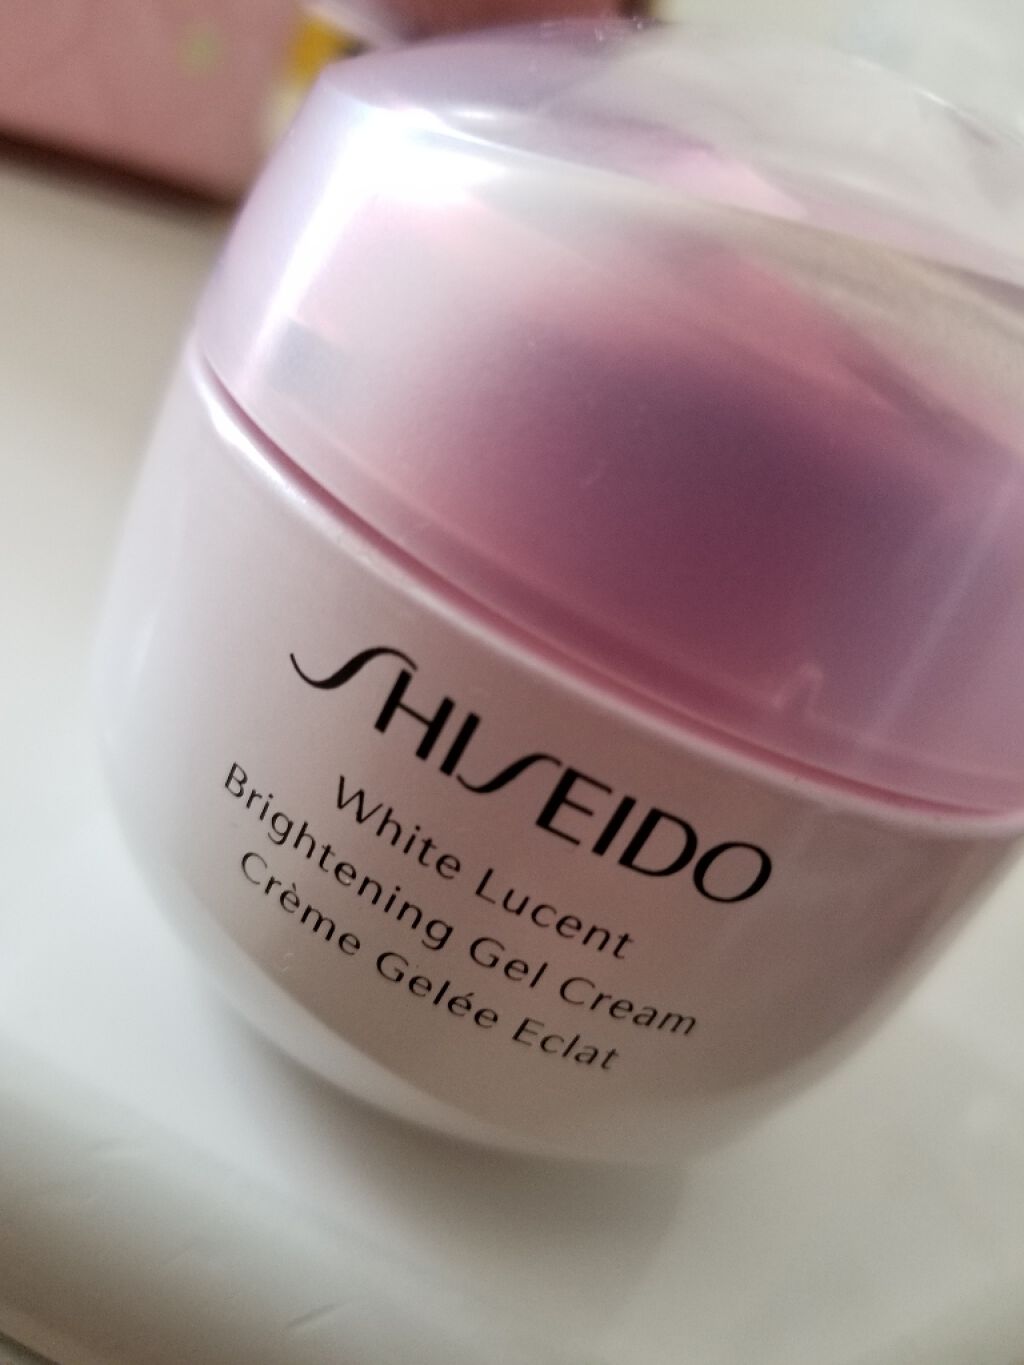 SHISEIDO
White Lucent
Brightening Gel Cream
Crème Gelée Eclat